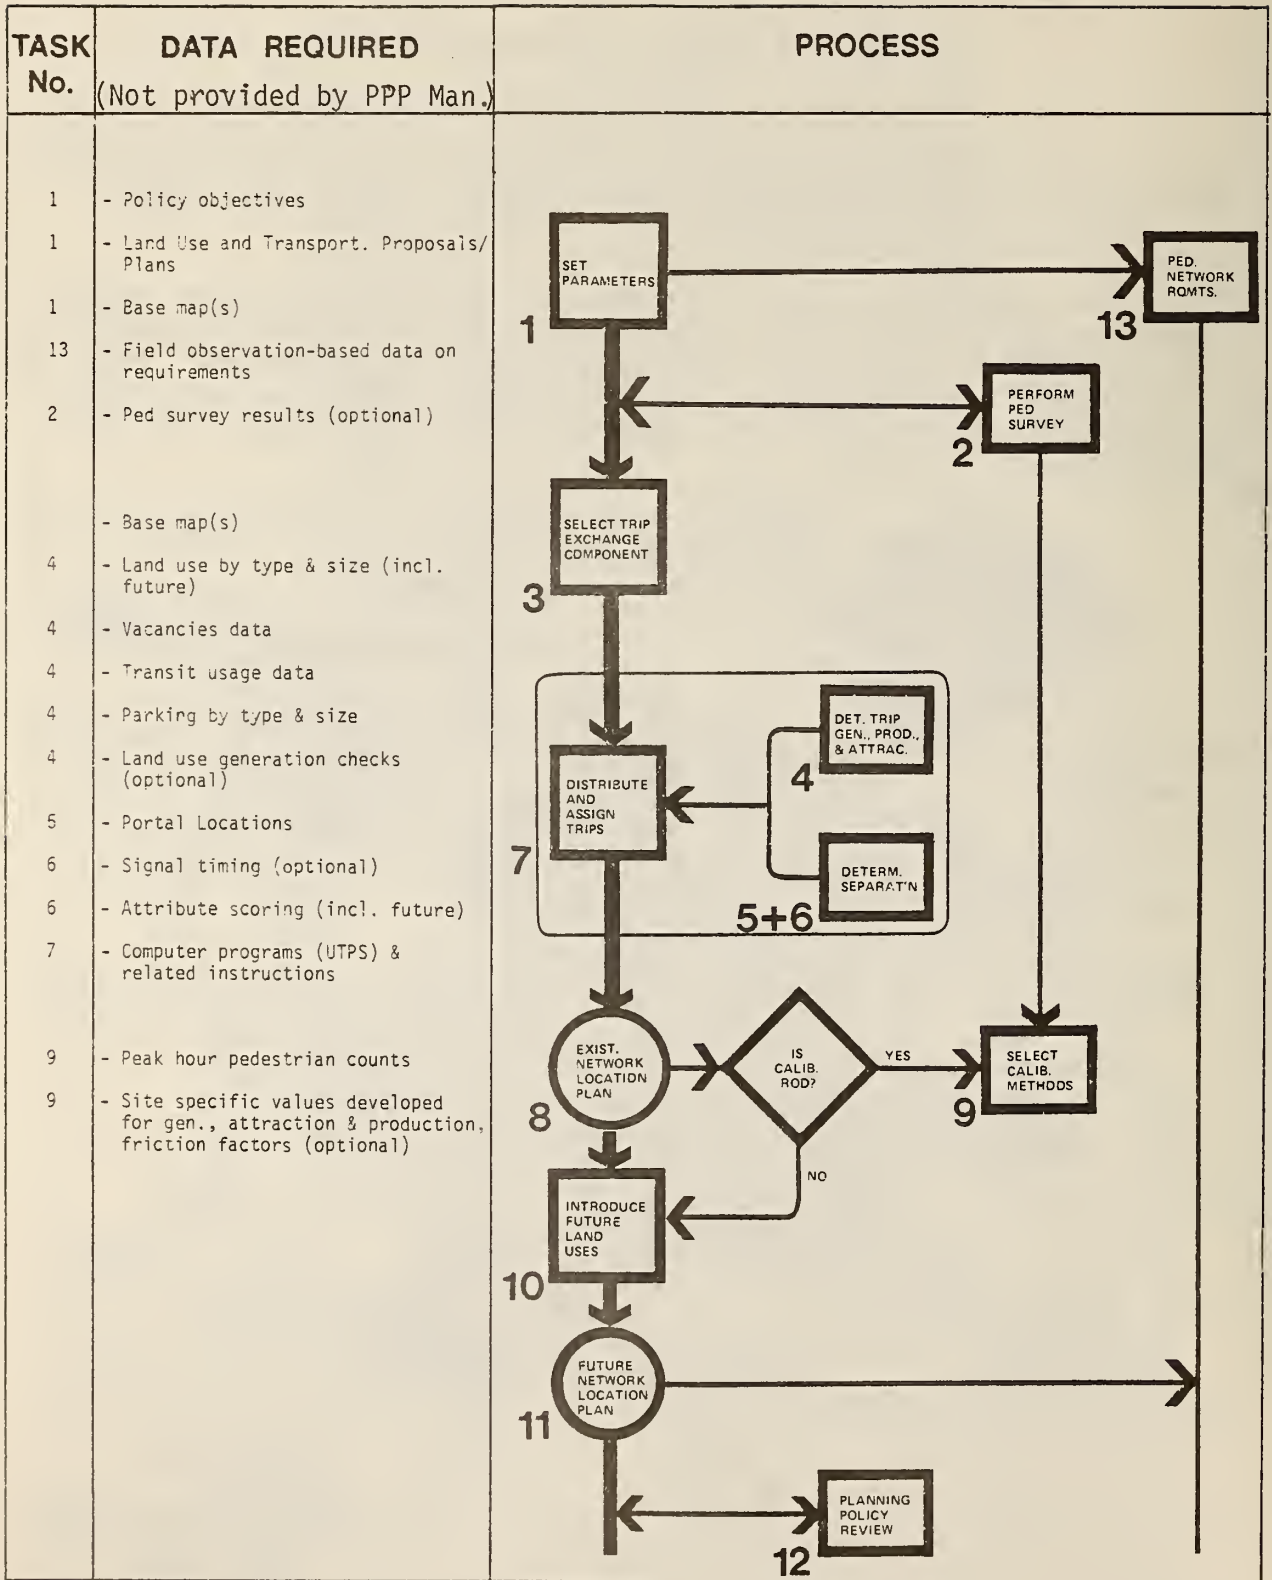 TASK No.
DATA REQUIRED
(Not provided by PPP Man.)
PROCESS
1 - Policy objectives
1 - Land Use and Transport. Proposals/
Plans
1 - Base map(s)
13 - Field observation-based data on
requirements
2 - Ped survey results (optional)
- Base map(s)
4 - Land use by type & size (incl.
future)
4 - Vacancies data
4 - Transit usage data
4 - Parking by type & size
4 - Land use generation checks
(optional)
5 - Portal Locations
6 - Signal timing (optional)
6 - Attribute scoring (incl. future)
7 - Computer programs (UTPS) &
related instructions
9 - Peak hour pedestrian counts
9 - Site specific values developed
for gen., attraction & production,
friction factors (optional)
SET
PARAMETERS
1
PED.
NETWORK
RQMTS.
13
PERFORM
PED
SURVEY
2
SELECT TRIP
EXCHANGE
COMPONENT
3
DET. TRIP
GEN., PROD.,
& ATTRAC.
4
DISTRIBUTE
AND
ASSIGN
TRIPS
7
DETERM.
SEPARAT'N
5+6
EXIST.
NETWORK
LOCATION
PLAN
8
IS
CALIB.
RQD?
YES
NO
SELECT
CALIB.
METHODS
9
INTRODUCE
FUTURE
LAND
USES
10
FUTURE
NETWORK
LOCATION
PLAN
11
PLANNING
POLICY
REVIEW
12